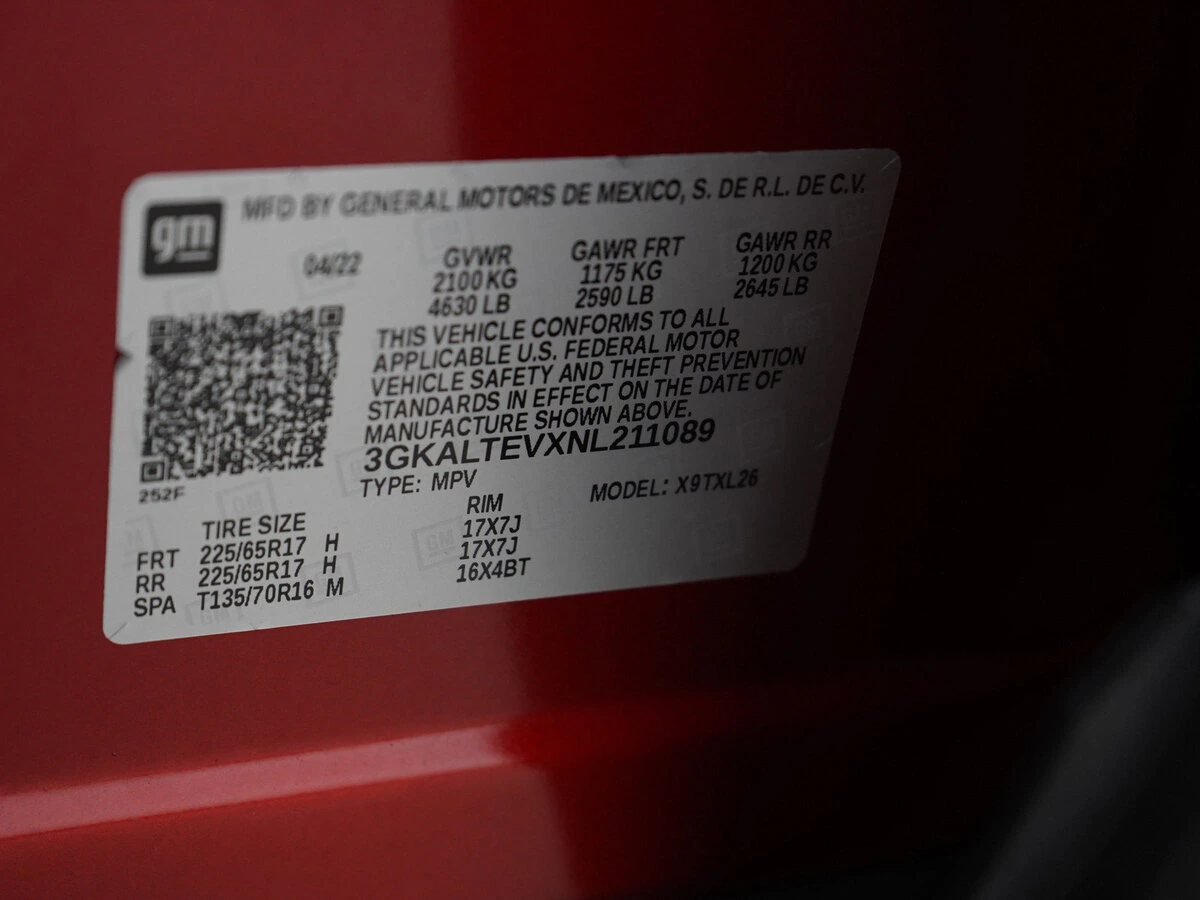 MFD BY GENERAL MOTORS DE MEXICO, S. DE R.L. DE C.V.
gm
04/22 GVWR GAWR FRT GAWR RR
2100 KG 1175 KG 1200 KG
4630 LB 2590 LB 2645 LB
THIS VEHICLE CONFORMS TO ALL
APPLICABLE U.S. FEDERAL MOTOR
VEHICLE SAFETY AND THEFT PREVENTION
STANDARDS IN EFFECT ON THE DATE OF
MANUFACTURE SHOWN ABOVE.
3GKALTEVXNL211089
252F
TYPE: MPV MODEL: X9TXL26
TIRE SIZE RIM
FRT 225/65R17 H 17X7J
RR 225/65R17 H 17X7J
SPA T135/70R16 M 16X4BT